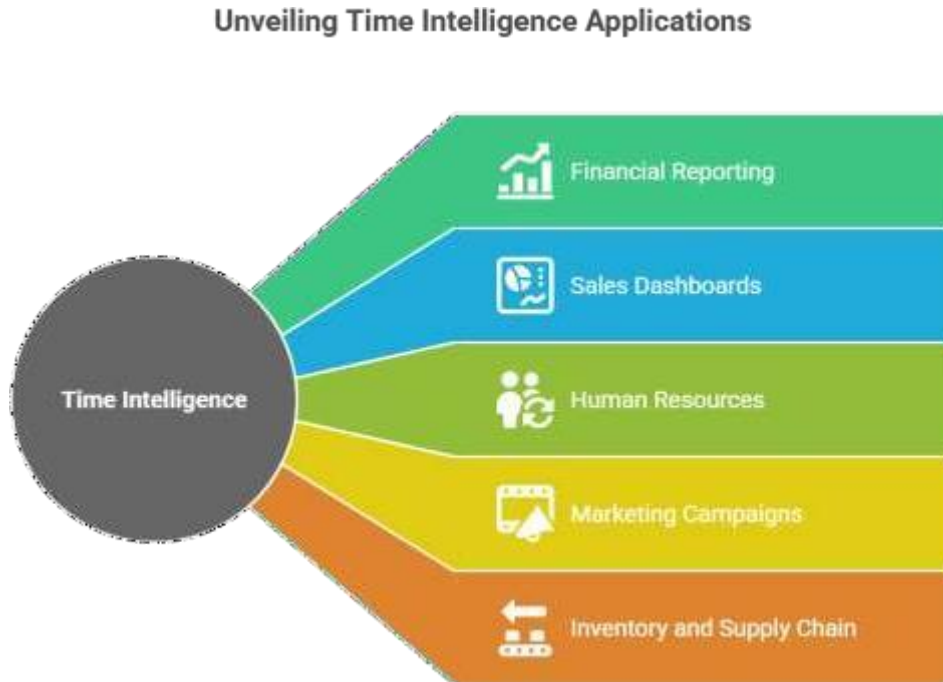 Unveiling Time Intelligence Applications
Financial Reporting
Sales Dashboards
Time Intelligence
Human Resources
Marketing Campaigns
Inventory and Supply Chain